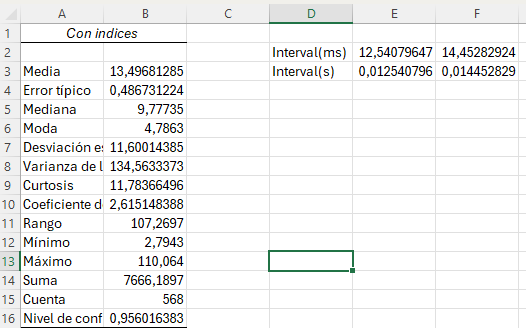 A B C D E F
1 Con indices
2 Interval(ms) 12,54079647 14,45282924
3 Media 13,49681285 Interval(s) 0,012540796 0,014452829
4 Error típico 0,486731224
5 Mediana 9,77735
6 Moda 4,7863
7 Desviación es 11,60014385
8 Varianza de l 134,5633373
9 Curtosis 11,78366496
10 Coeficiente d 2,615148388
11 Rango 107,2697
12 Mínimo 2,7943
13 Máximo 110,064
14 Suma 7666,1897
15 Cuenta 568
16 Nivel de conf 0,956016383